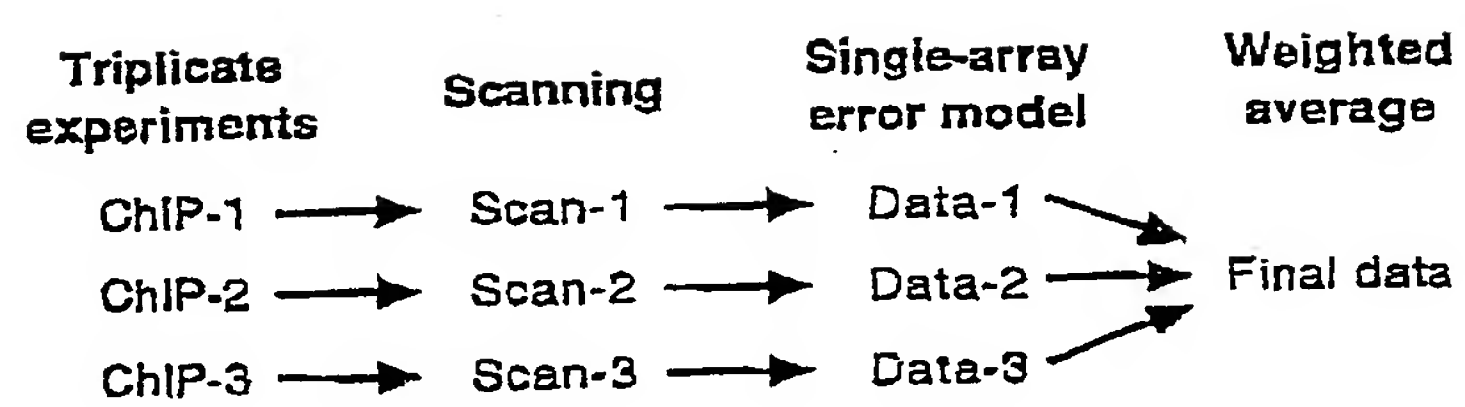 Triplicate
experiments
Scanning
Single-array
error model
Weighted
average
ChIP-1 Scan-1 Data-1
ChIP-2 Scan-2 Data-2 Final data
ChIP-3 Scan-3 Data-3